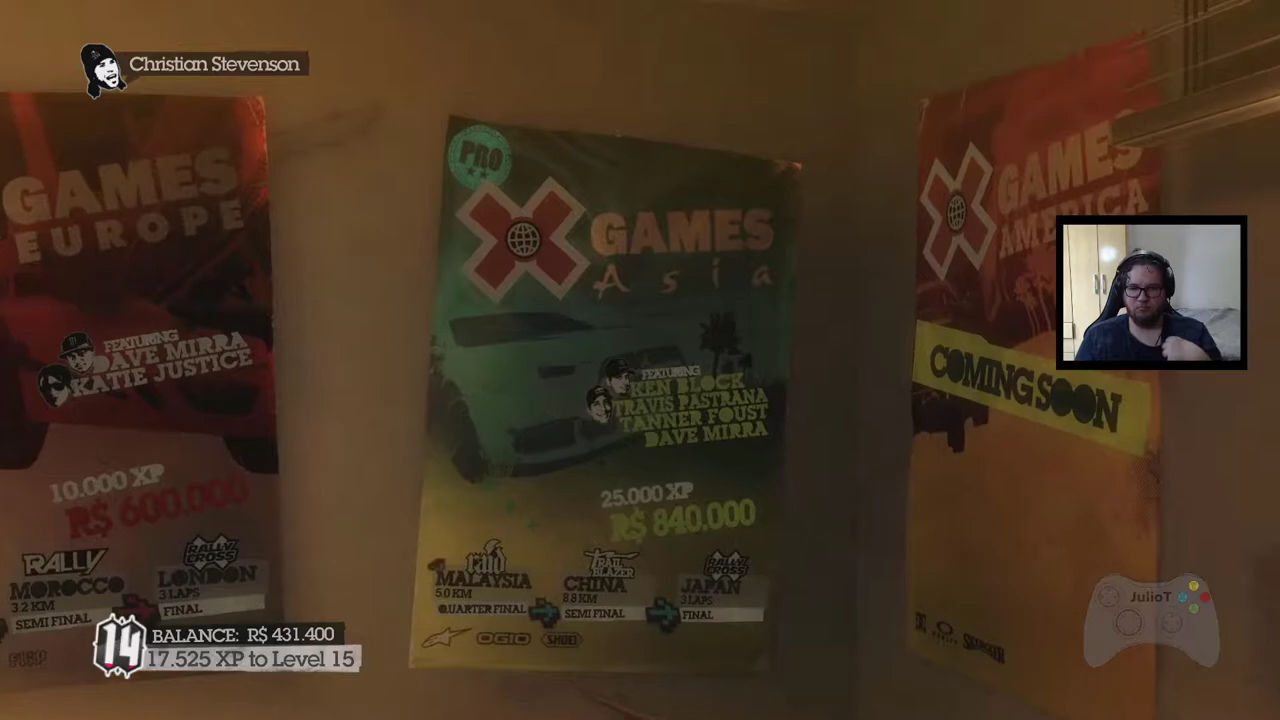 Christian Stevenson
GAMES
EUROPE
FEATURING
DAVE MIRRA
KATIE JUSTICE
10.000 XP
R$ 600.000
RALLY
MOROCCO
3.2 KM
SEMI FINAL
RALLY
CROSS
LONDON
3 LAPS
FINAL
PRO
X GAMES
Asia
FEATURING
KEN BLOCK
TRAVIS PASTRANA
TANNER FOUST
DAVE MIRRA
25.000 XP
R$ 840.000
raid
MALAYSIA
5.0 KM
QUARTER FINAL
TRAIL
BLAZER
CHINA
8.8 KM
SEMI FINAL
RALLY
CROSS
JAPAN
3 LAPS
FINAL
OGIO
SHOEI
X GAMES
AMERICA
COMING SOON
14
BALANCE: R$ 431.400
17.525 XP to Level 15
JulioT